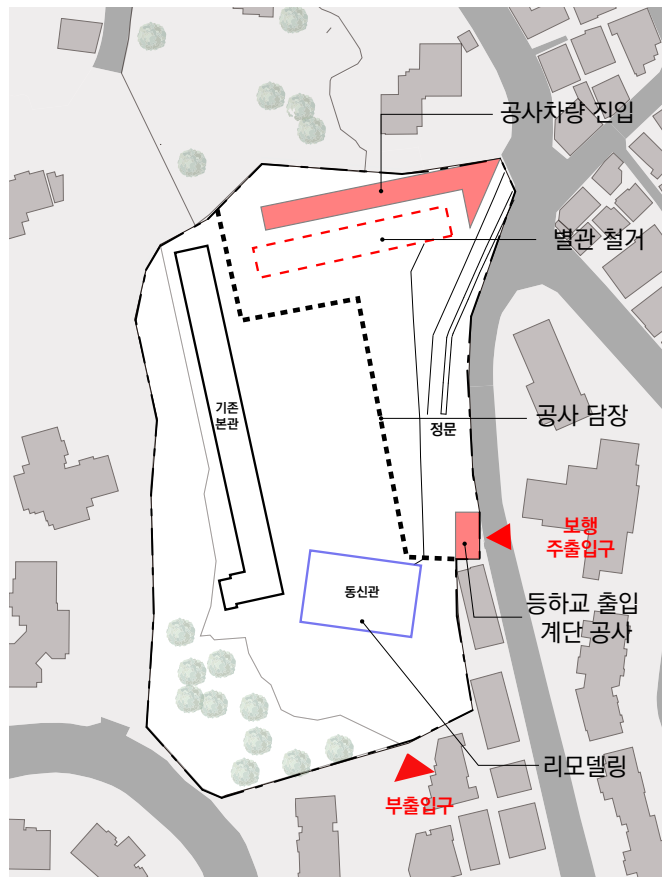 공사차량 진입
별관 철거
기존
본관
공사 담장
정문
보행
주출입구
동신관
등하교 출입
계단 공사
리모델링
부출입구